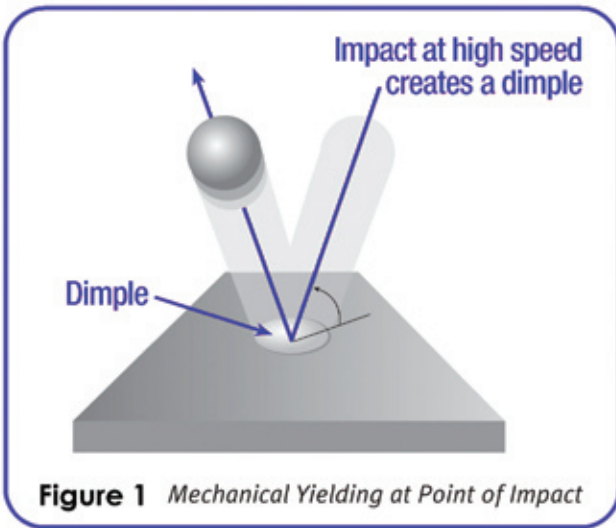 Impact at high speed
creates a dimple
Dimple
Figure 1 Mechanical Yielding at Point of Impact